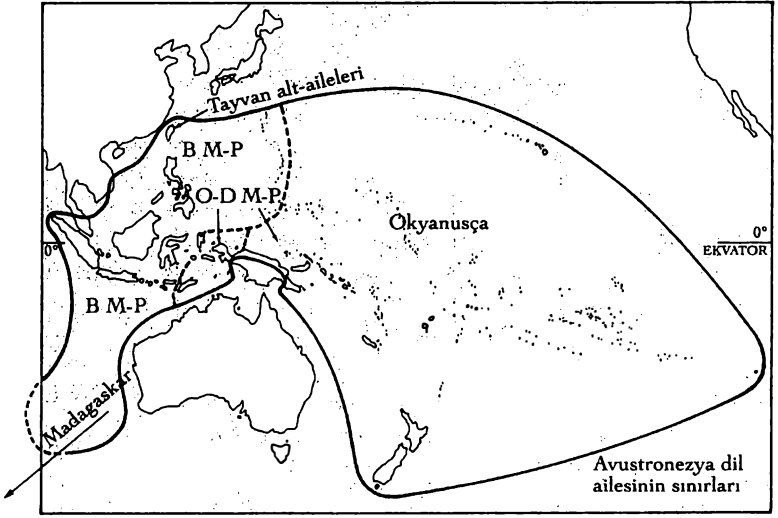 Tayvan alt-aileleri
B M-P
O-D M-P
Okyanusça
0°
EKVATOR
0°
B M-P
Madagaskar
Avustronezya dil
ailesinin sınırları